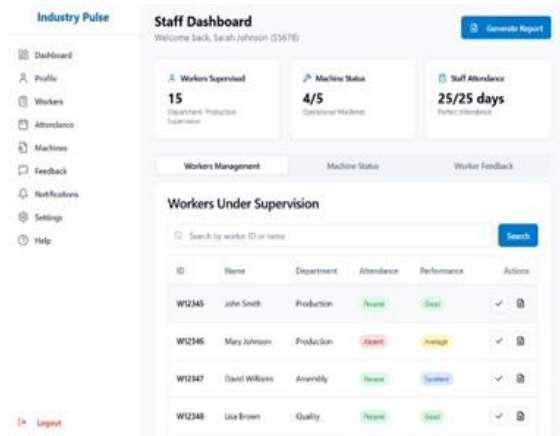 Industry Pulse
Dashboard
Profile
Workers
Attendance
Machines
Feedback
Notifications
Settings
Help
Logout
Staff Dashboard
Welcome back, Sarah Johnson (S5678)
Generate Report
Workers Supervised
15
Department: Production Supervision
Machine Status
4/5
Operational Machines
Staff Attendance
25/25 days
Perfect Attendance
Workers Management
Machine Status
Worker Feedback
Workers Under Supervision
Search by worker ID or name
Search
ID Name Department Attendance Performance Actions
W12345 John Smith Production Present Good
W12346 Mary Johnson Production Absent Average
W12347 David Williams Assembly Present Excellent
W12348 Lisa Brown Quality Present Good